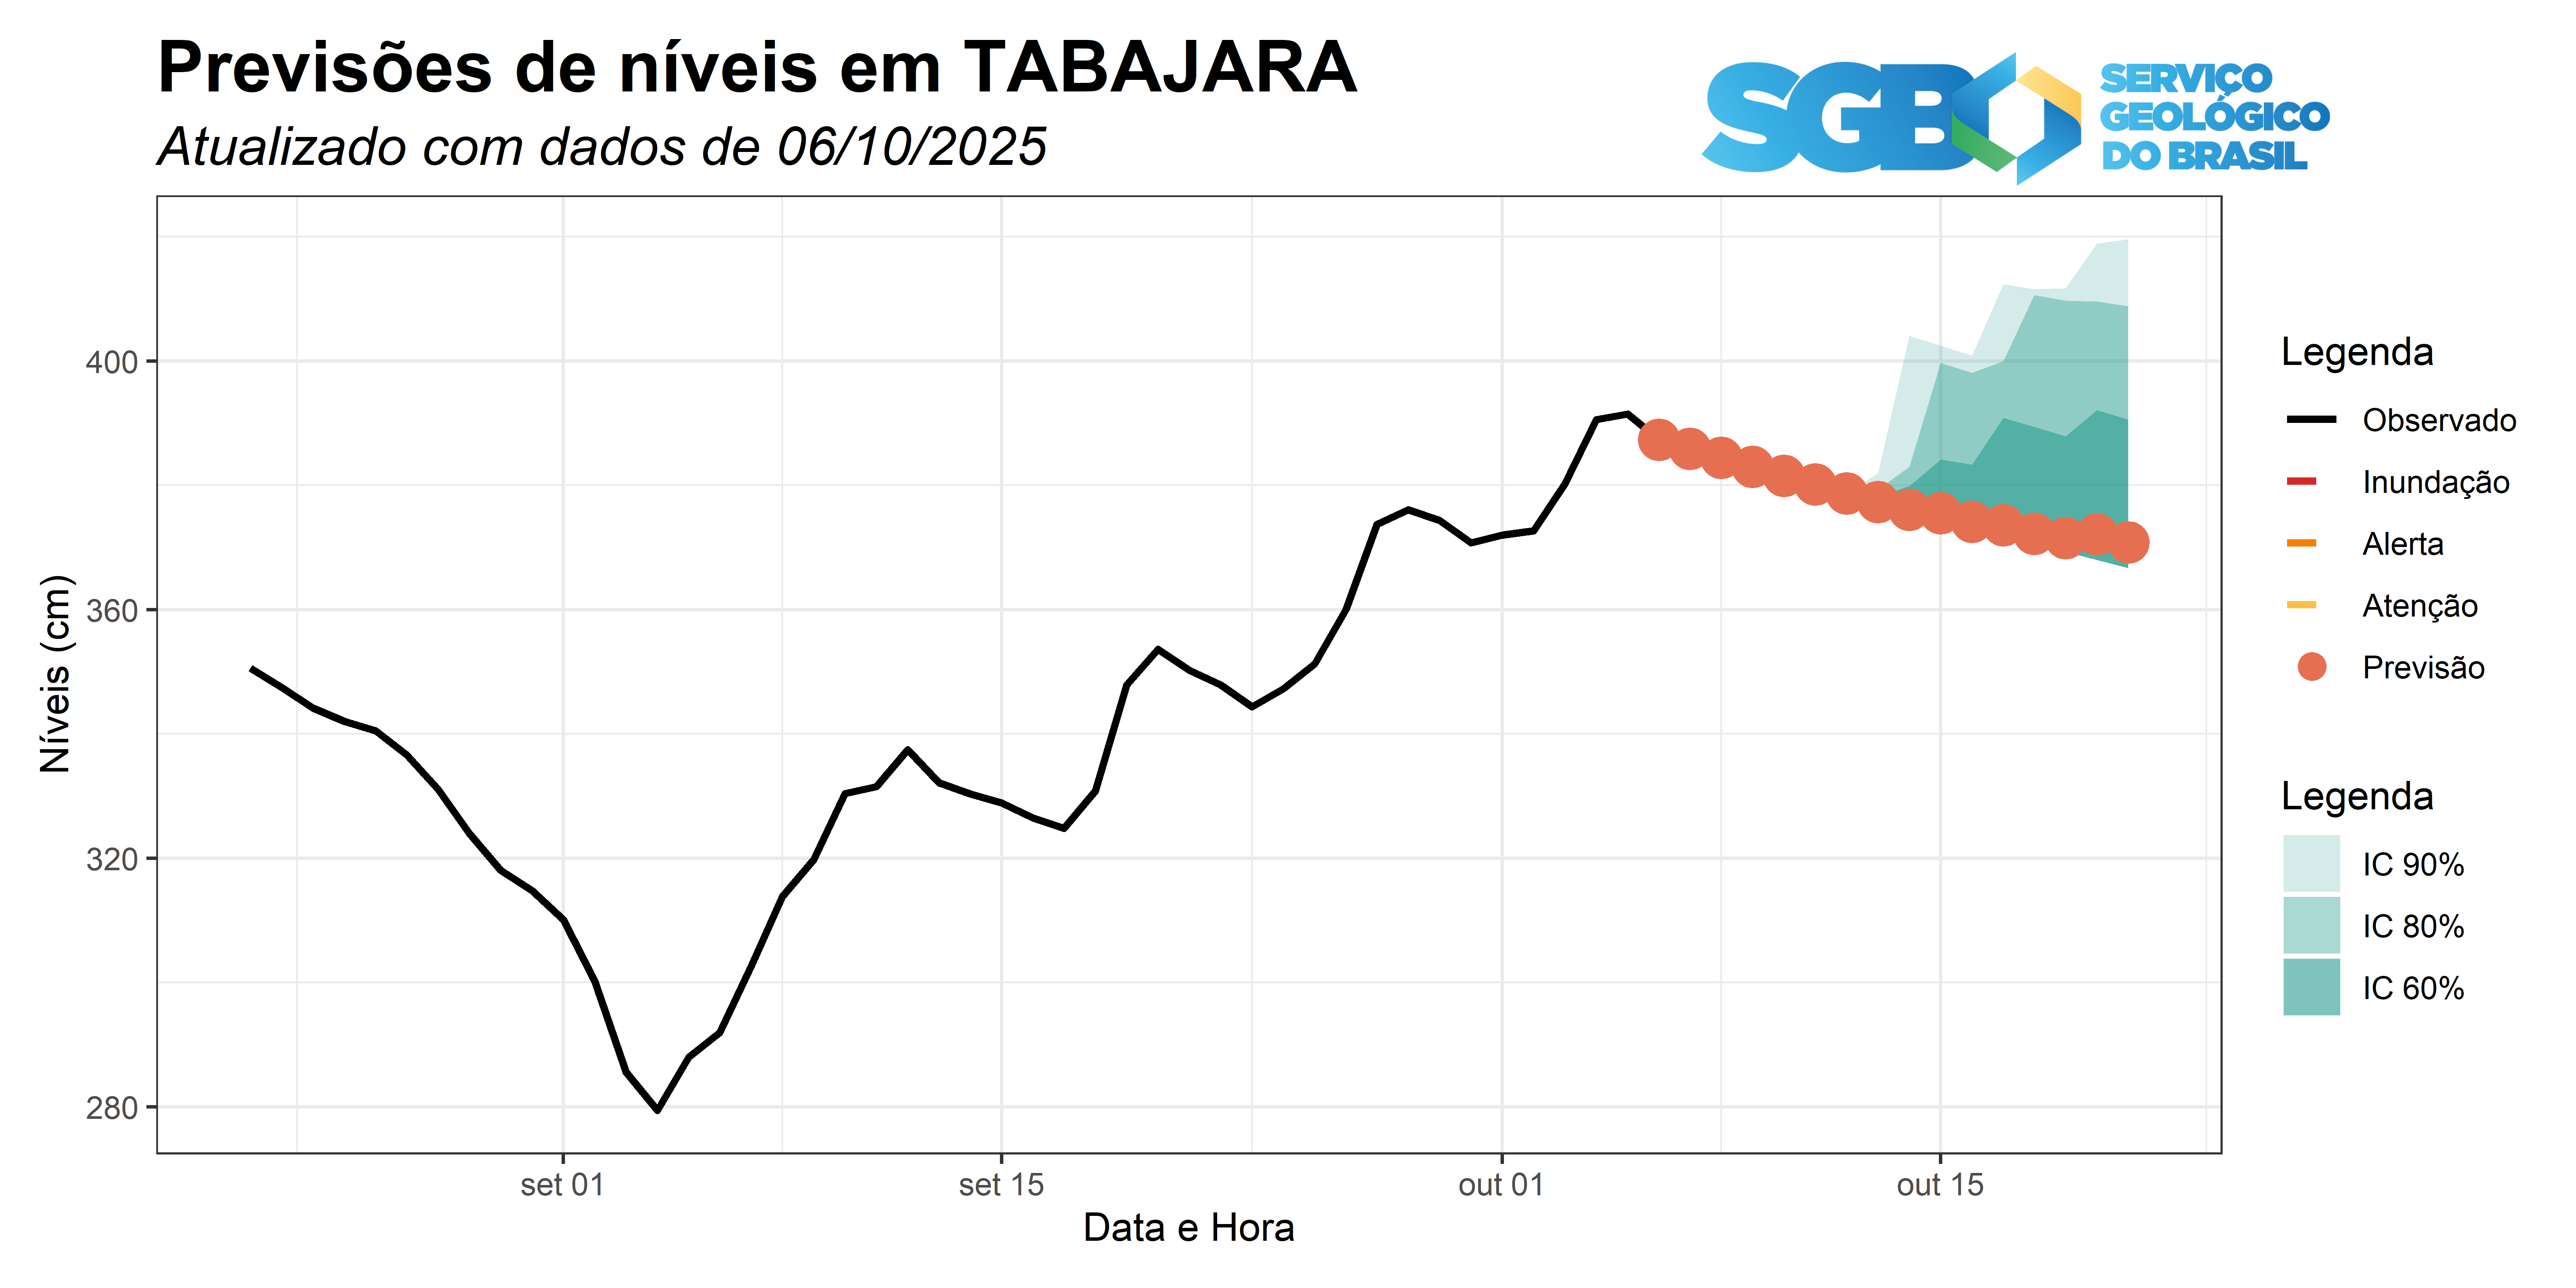 Previsões de níveis em TABAJARA
Atualizado com dados de 06/10/2025
SGB
SERVIÇO
GEOLÓGICO
DO BRASIL
Níveis (cm)
400
360
320
280
set 01
set 15
out 01
out 15
Data e Hora
Legenda
Observado
Inundação
Alerta
Atenção
Previsão
Legenda
IC 90%
IC 80%
IC 60%